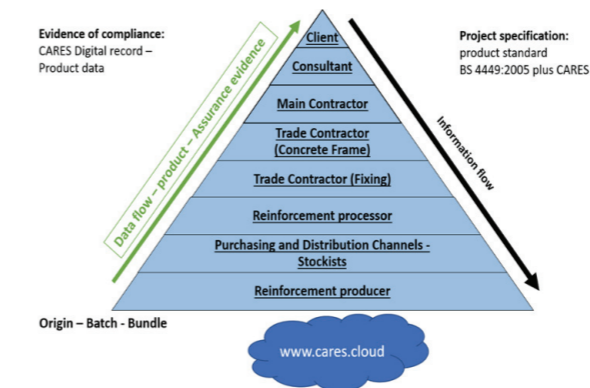 Evidence of compliance:
CARES Digital record –
Product data
Project specification:
product standard
BS 4449:2005 plus CARES
Data flow – product – Assurance evidence
Information flow
Client
Consultant
Main Contractor
Trade Contractor
(Concrete Frame)
Trade Contractor (Fixing)
Reinforcement processor
Purchasing and Distribution Channels -
Stockists
Reinforcement producer
Origin – Batch - Bundle
www.cares.cloud